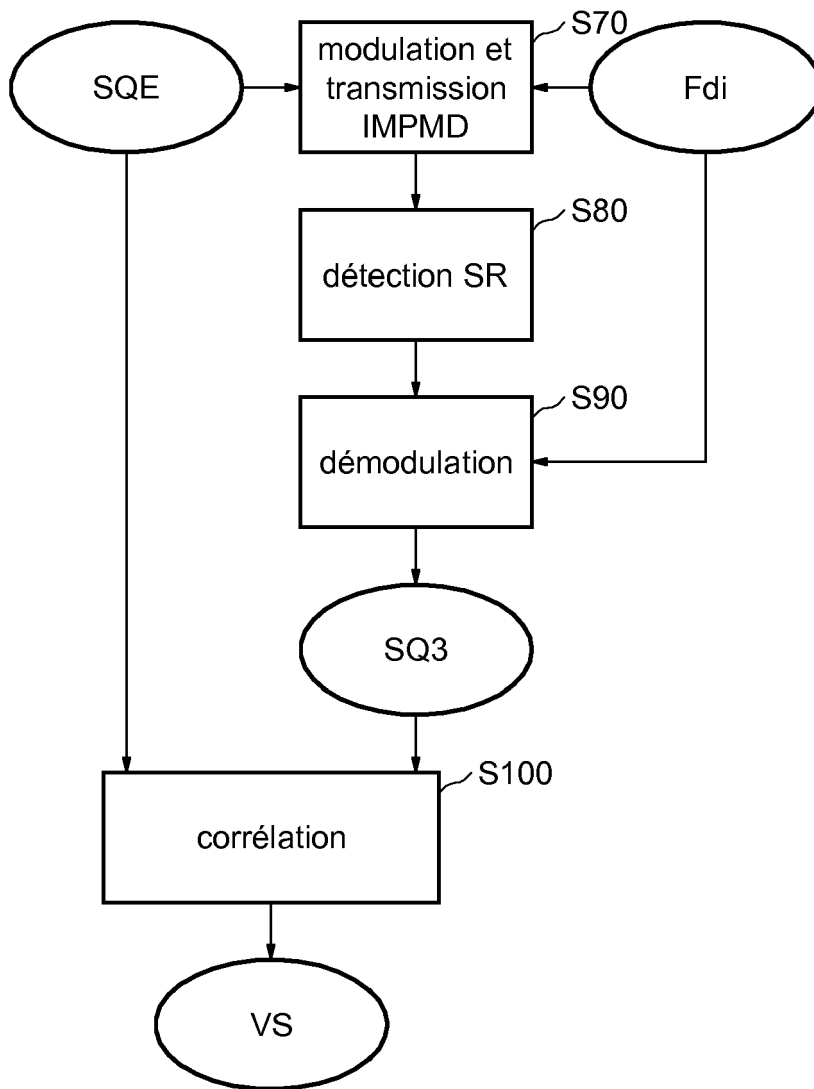 S70
SQE
modulation et
transmission
IMPMD
Fdi
S80
détection SR
S90
démodulation
SQ3
S100
corrélation
VS